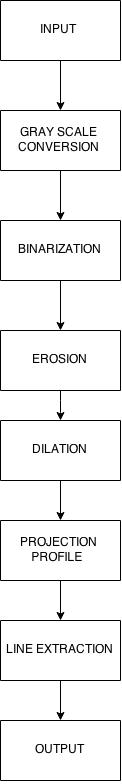 INPUT
GRAY SCALE
CONVERSION
BINARIZATION
EROSION
DILATION
PROJECTION
PROFILE
LINE EXTRACTION
OUTPUT